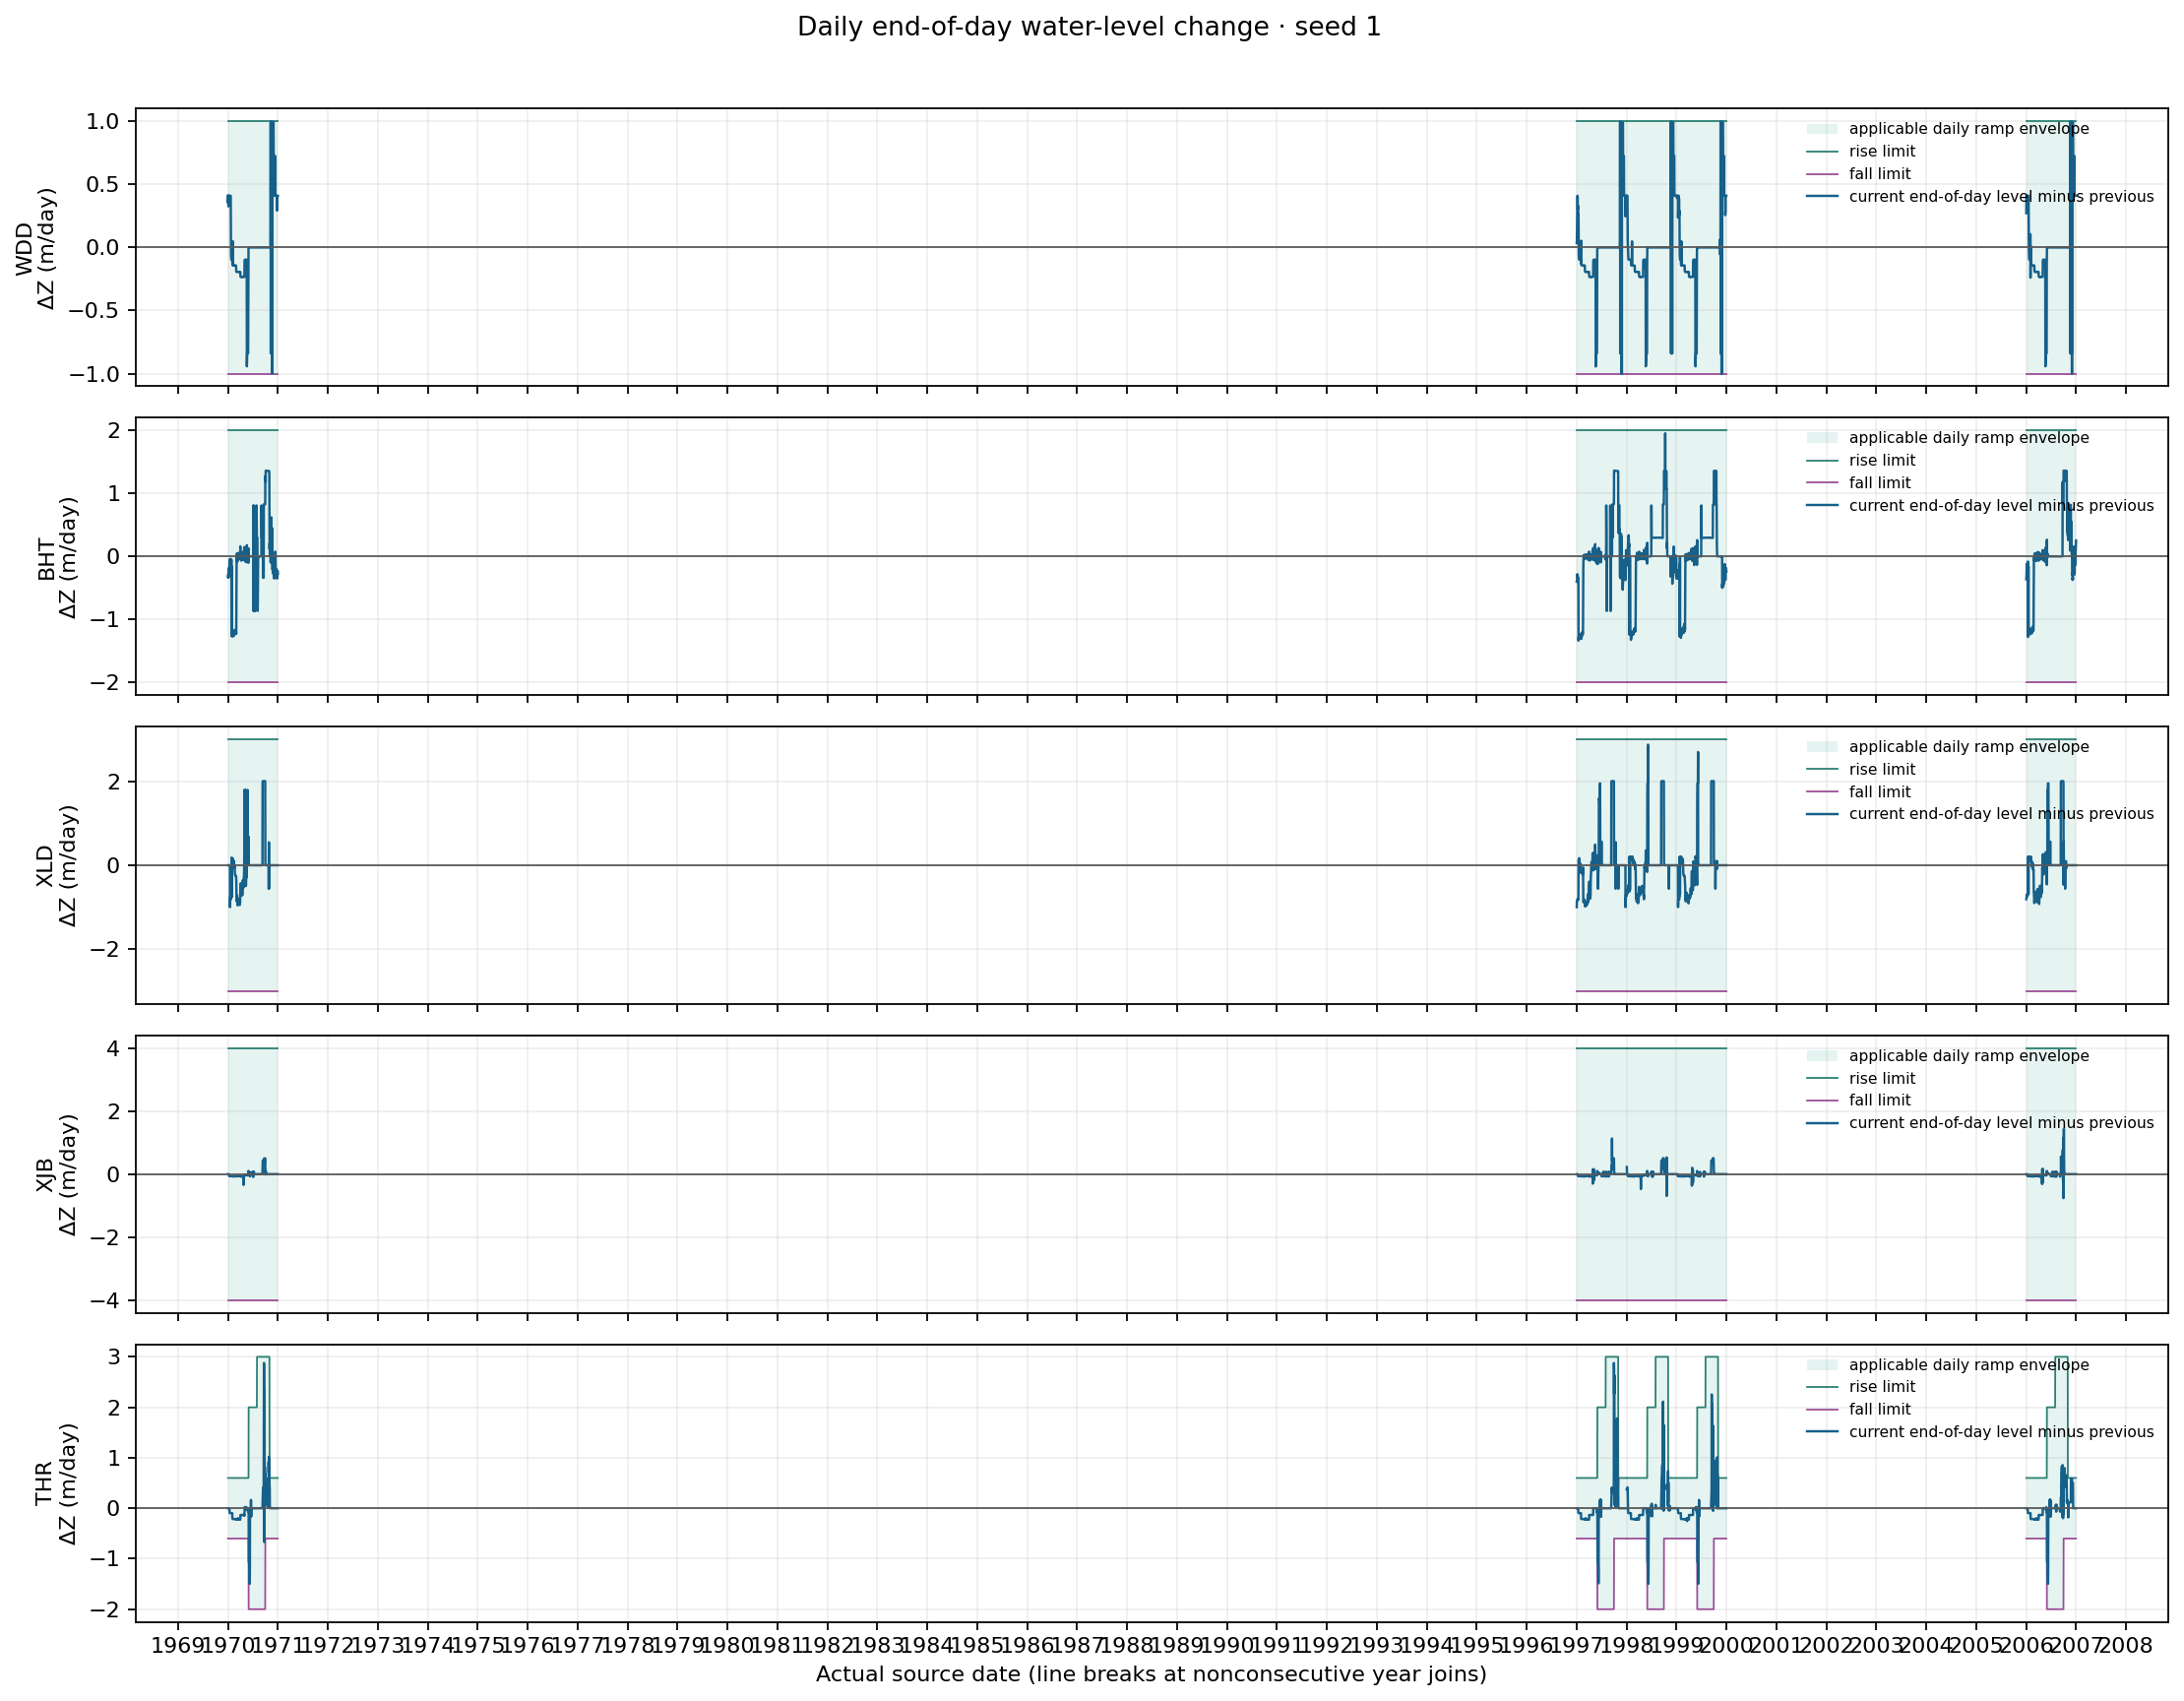 Daily end-of-day water-level change · seed 1
WDD
ΔZ (m/day)
1.0
0.5
0.0
−0.5
−1.0
applicable daily ramp envelope
rise limit
fall limit
current end-of-day level minus previous
BHT
ΔZ (m/day)
2
1
0
−1
−2
applicable daily ramp envelope
rise limit
fall limit
current end-of-day level minus previous
XLD
ΔZ (m/day)
2
0
−2
applicable daily ramp envelope
rise limit
fall limit
current end-of-day level minus previous
XJB
ΔZ (m/day)
4
2
0
−2
−4
applicable daily ramp envelope
rise limit
fall limit
current end-of-day level minus previous
THR
ΔZ (m/day)
3
2
1
0
−1
−2
applicable daily ramp envelope
rise limit
fall limit
current end-of-day level minus previous
1969 1970 1971 1972 1973 1974 1975 1976 1977 1978 1979 1980 1981 1982 1983 1984 1985 1986 1987 1988 1989 1990 1991 1992 1993 1994 1995 1996 1997 1998 1999 2000 2001 2002 2003 2004 2005 2006 2007 2008
Actual source date (line breaks at nonconsecutive year joins)